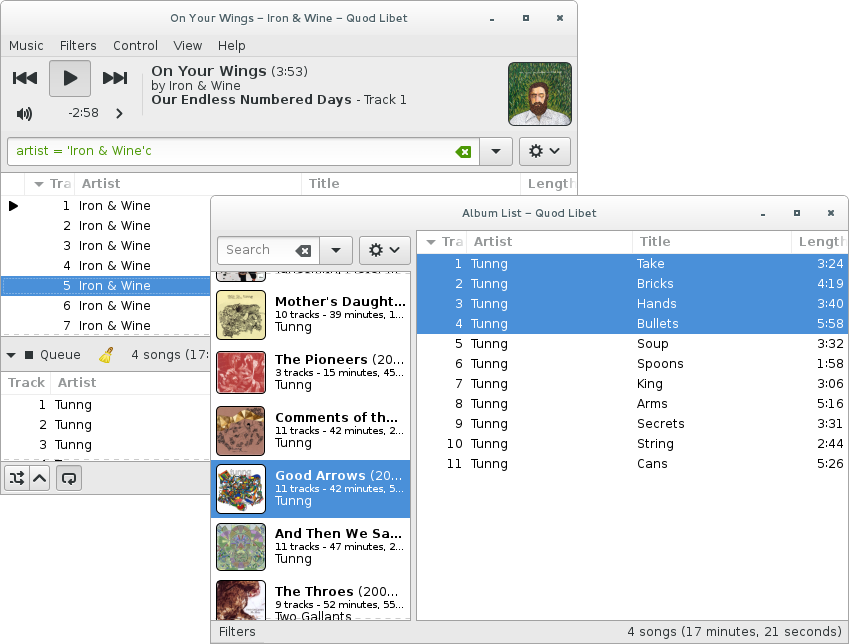 On Your Wings – Iron & Wine – Quod Libet
Music Filters Control View Help
On Your Wings (3:53)
by Iron & Wine
Our Endless Numbered Days - Track 1
-2:58
artist = 'Iron & Wine'c
Tra Artist Title Length
1 Iron & Wine
2 Iron & Wine
3 Iron & Wine
4 Iron & Wine
5 Iron & Wine
6 Iron & Wine
7 Iron & Wine
Queue 4 songs (17:
Track Artist
1 Tunng
2 Tunng
3 Tunng
Album List – Quod Libet
Search
Mother's Daught...
10 tracks - 39 minutes, 1...
Tunng
The Pioneers (20...
3 tracks - 15 minutes, 45...
Tunng
Comments of th...
11 tracks - 42 minutes, 2...
Tunng
Good Arrows (20...
11 tracks - 42 minutes, 5...
Tunng
And Then We Sa...
11 tracks - 47 minutes, 2...
Tunng
The Throes (200...
9 tracks - 52 minutes, 55...
Two Gallants
Tra Artist Title Length
1 Tunng Take 3:24
2 Tunng Bricks 4:19
3 Tunng Hands 3:40
4 Tunng Bullets 5:58
5 Tunng Soup 3:32
6 Tunng Spoons 1:58
7 Tunng King 3:06
8 Tunng Arms 5:16
9 Tunng Secrets 3:31
10 Tunng String 2:44
11 Tunng Cans 5:26
Filters 4 songs (17 minutes, 21 seconds)